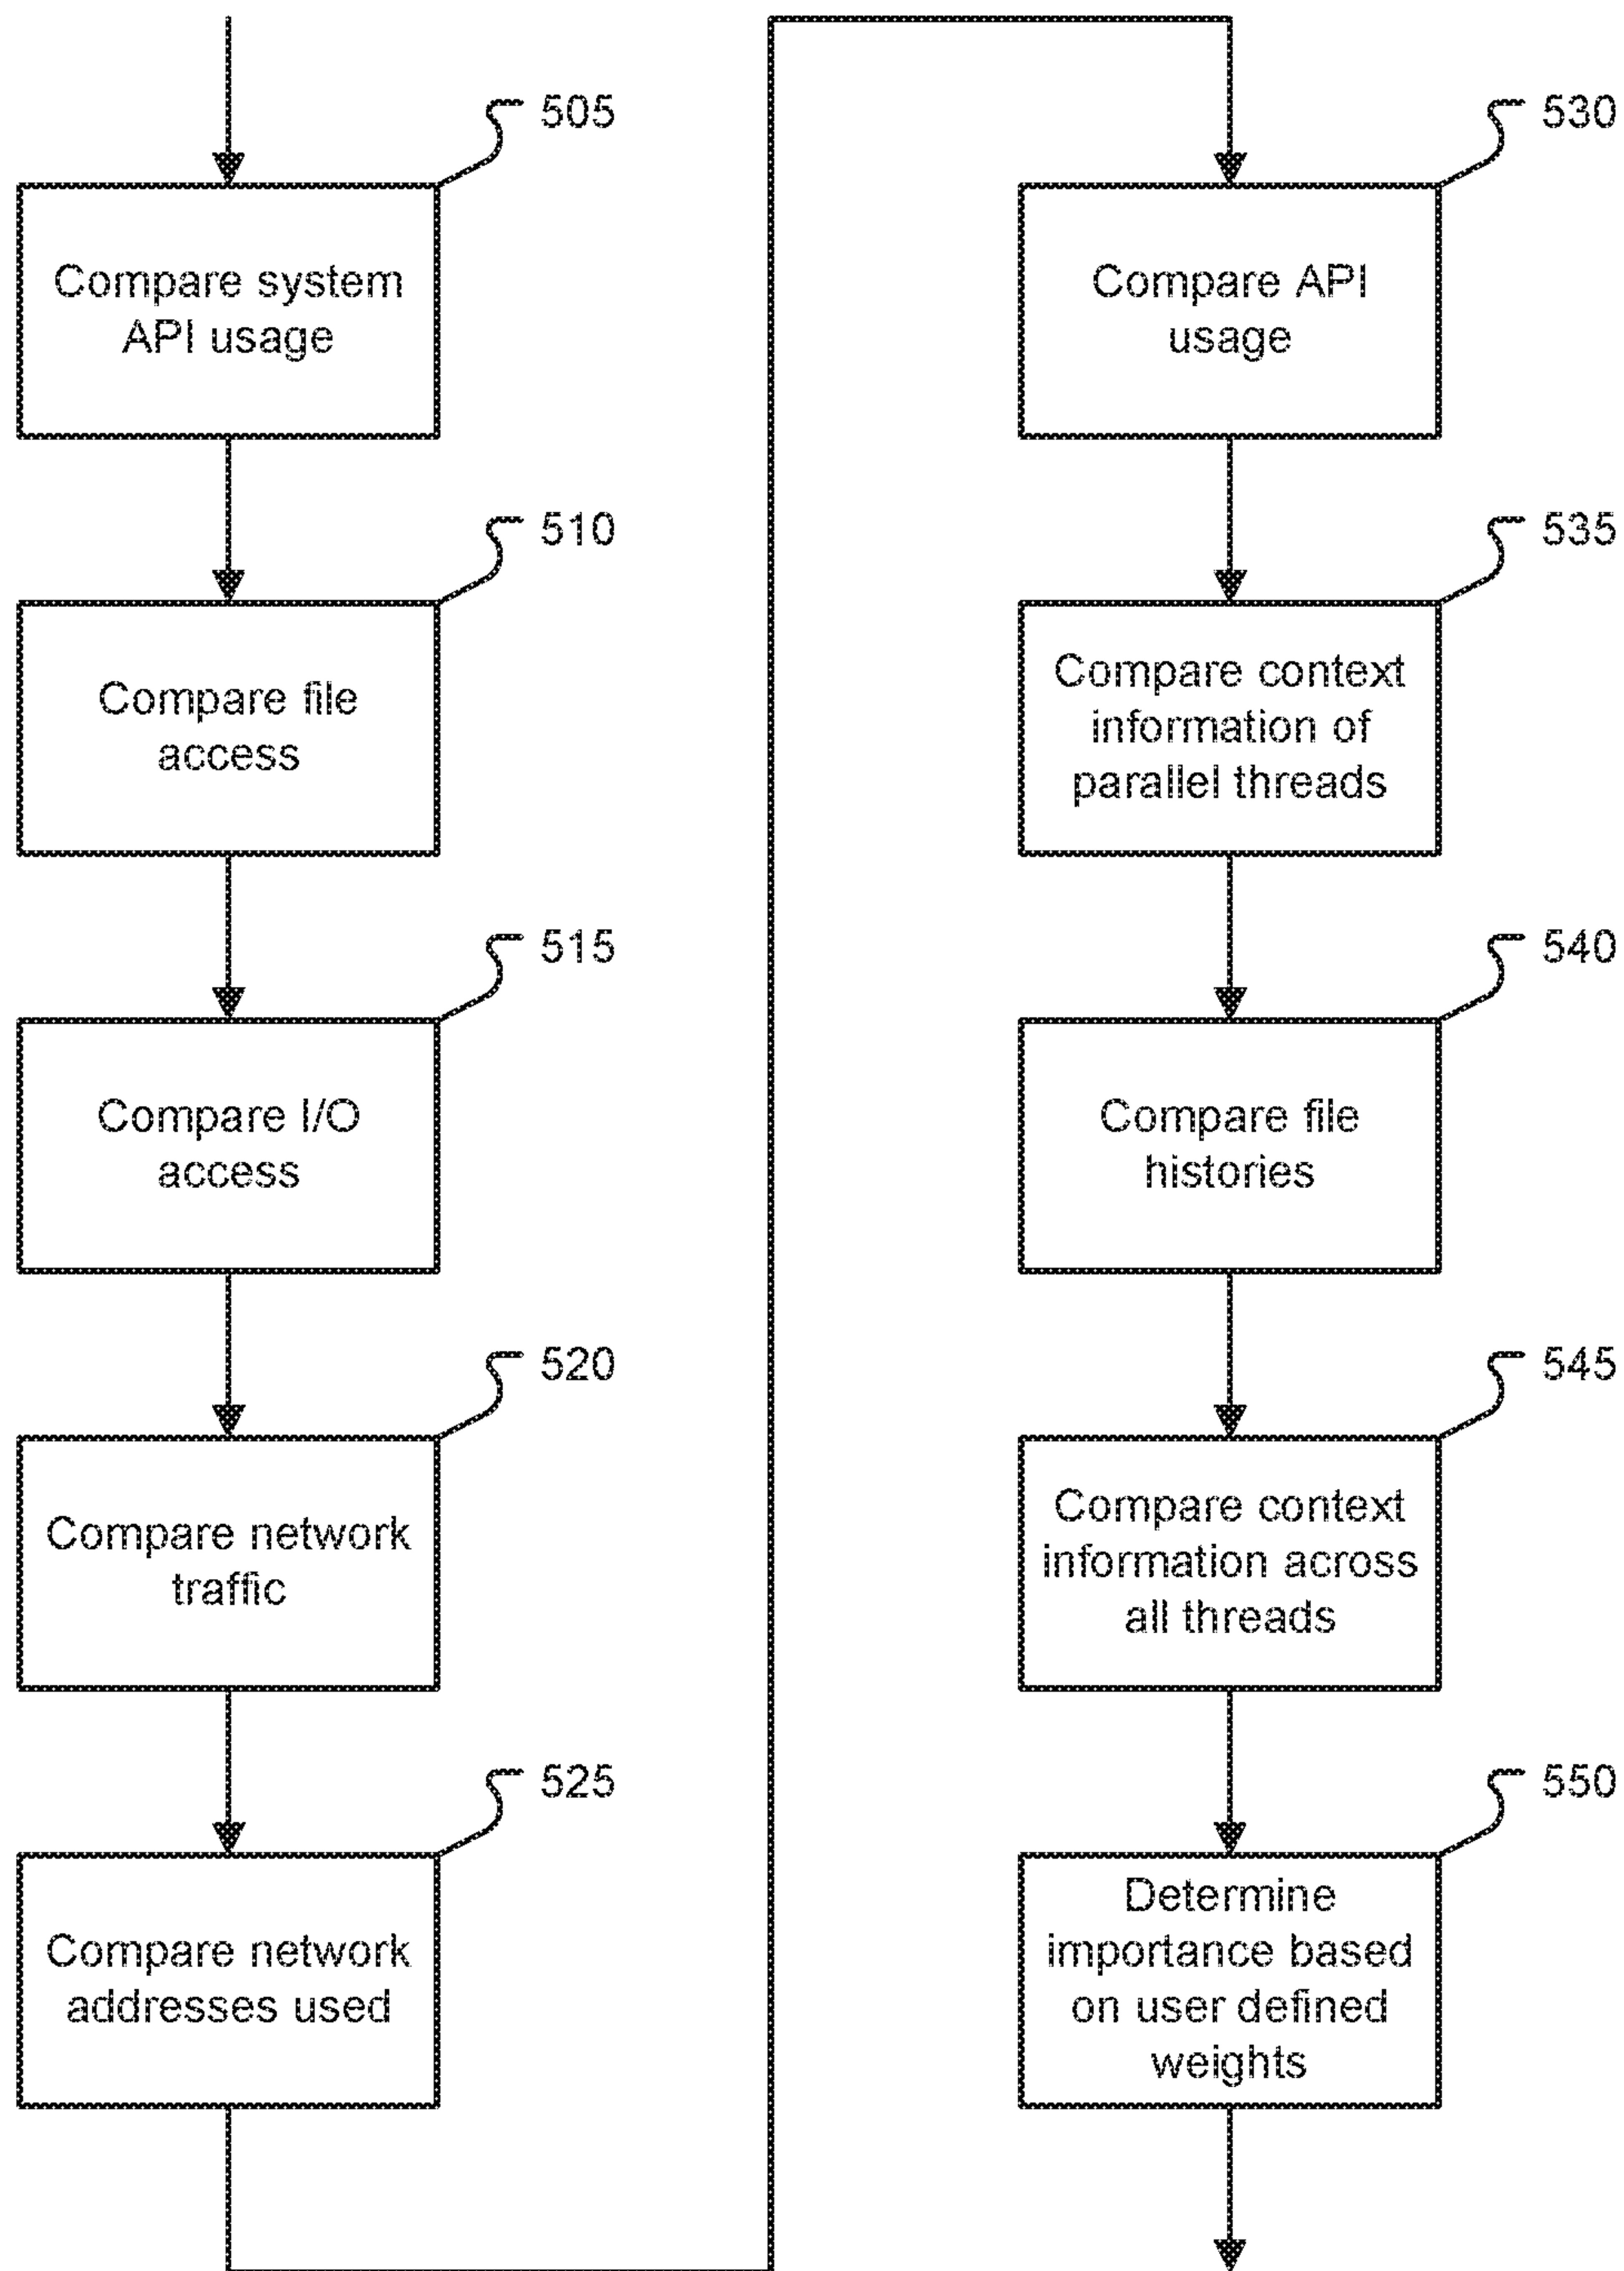 505
Compare system
API usage
510
Compare file
access
515
Compare I/O
access
520
Compare network
traffic
525
Compare network
addresses used
530
Compare API
usage
535
Compare context
information of
parallel threads
540
Compare file
histories
545
Compare context
information across
all threads
550
Determine
importance based
on user defined
weights